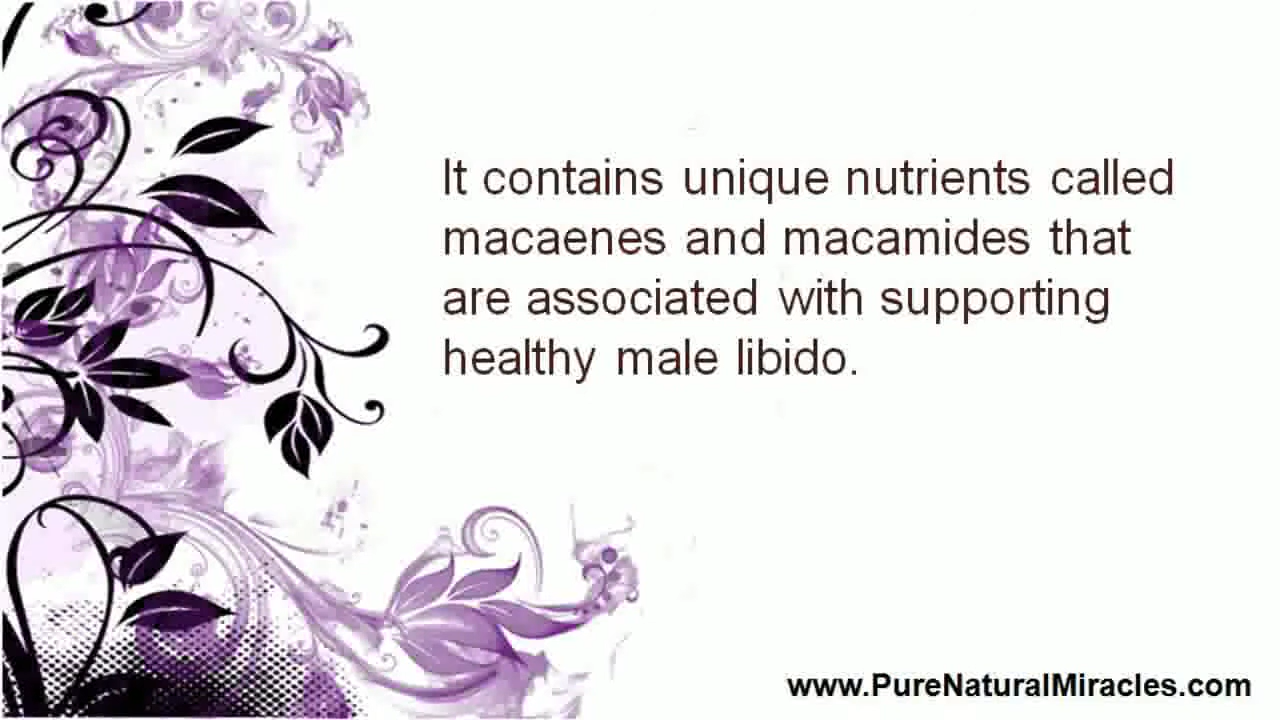 It contains unique nutrients called
macaenes and macamides that
are associated with supporting
healthy male libido.
www.PureNaturalMiracles.com